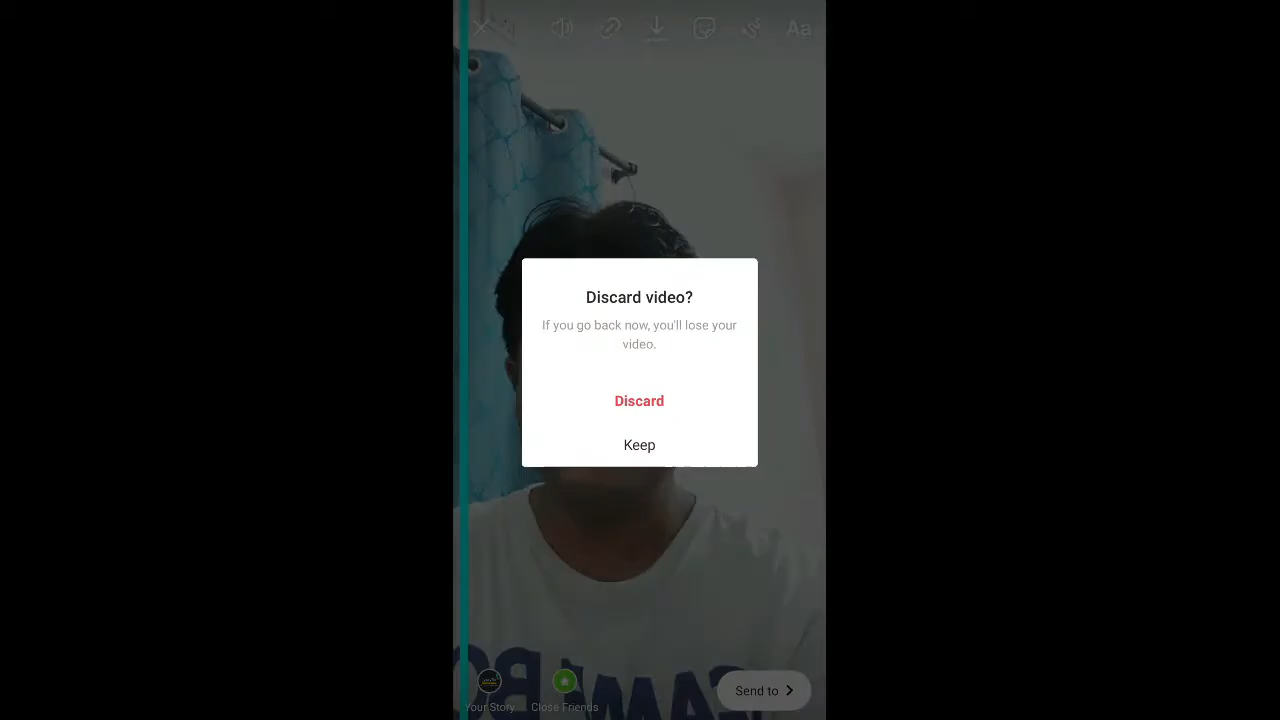 Aa
Discard video?
If you go back now, you'll lose your
video.
Discard
Keep
Your Story
Close Friends
Send to